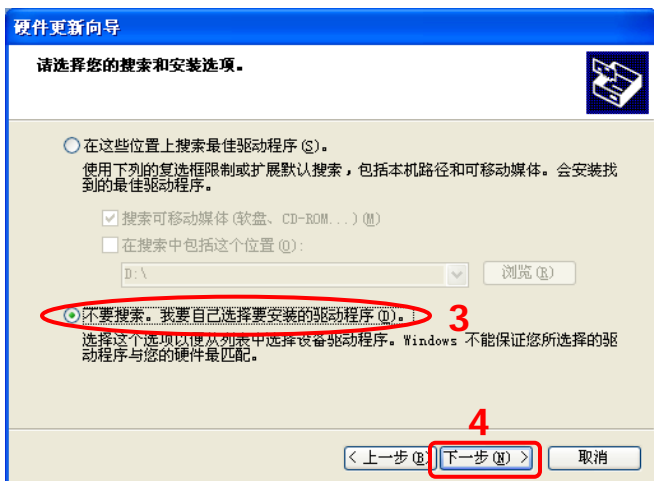 硬件更新向导
请选择您的搜索和安装选项。
在这些位置上搜索最佳驱动程序(S)。
使用下列的复选框限制或扩展默认搜索，包括本机路径和可移动媒体。会安装找
到的最佳驱动程序。
搜索可移动媒体(软盘、CD-ROM...)(M)
在搜索中包括这个位置(O):
D:\
浏览(R)
不要搜索。我要自己选择要安装的驱动程序(D)。
3
选择这个选项以便从列表中选择设备驱动程序。Windows 不能保证您所选择的驱
动程序与您的硬件最匹配。
4
< 上一步(B) 下一步(N) > 取消